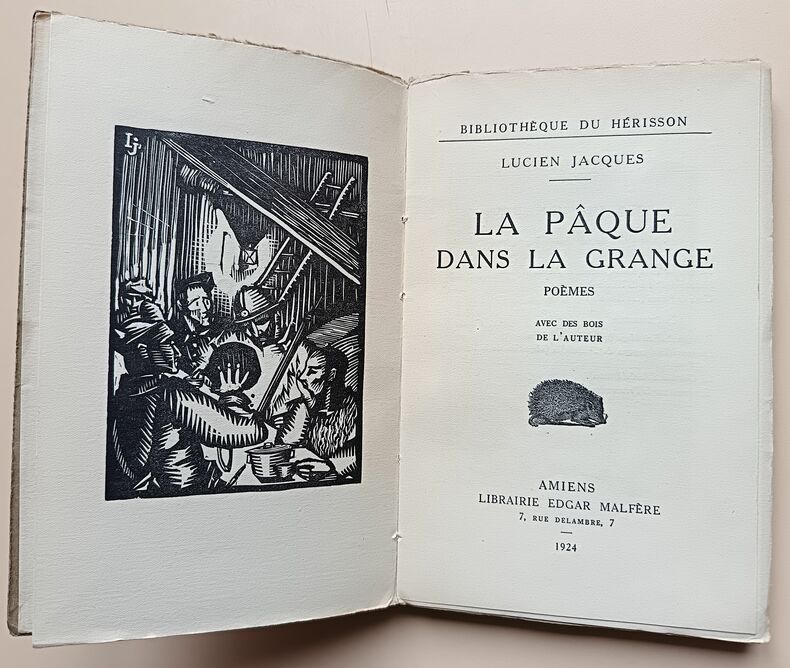 Lj
BIBLIOTHÈQUE DU HÉRISSON
LUCIEN JACQUES
LA PÂQUE
DANS LA GRANGE
POÈMES
AVEC DES BOIS
DE L'AUTEUR
AMIENS
LIBRAIRIE EDGAR MALFÈRE
7, RUE DELAMBRE, 7
1924